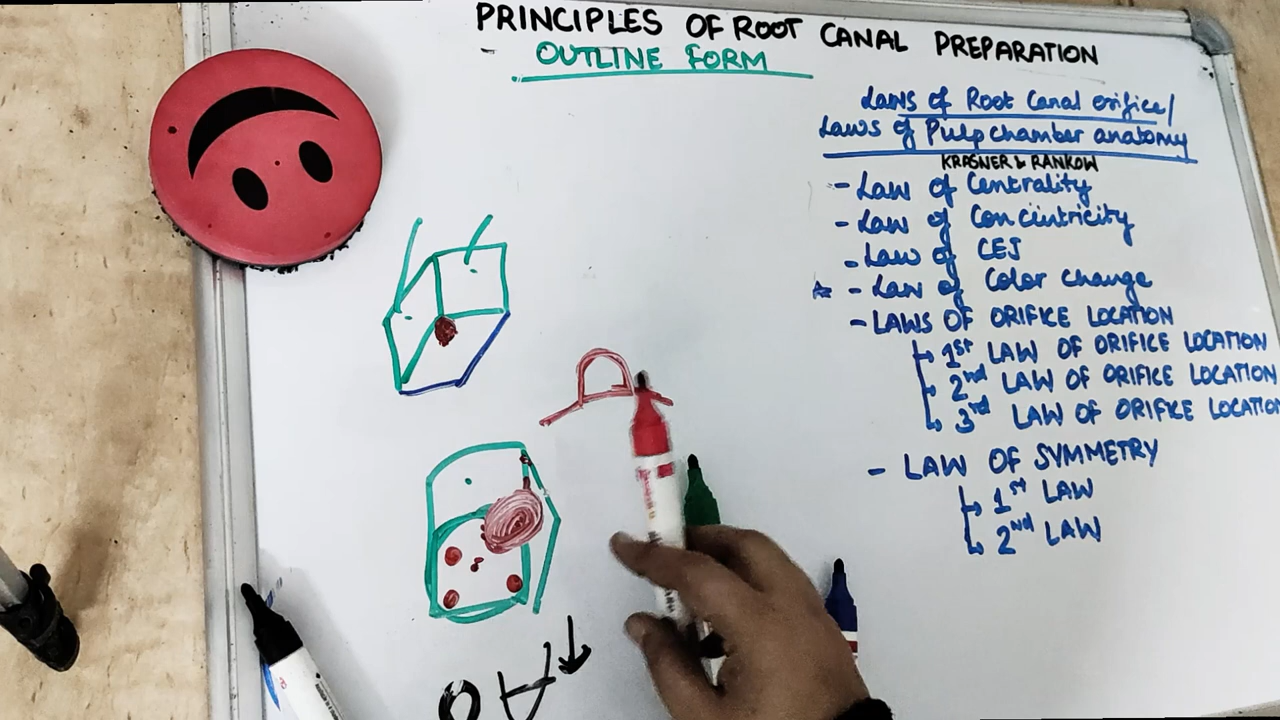 PRINCIPLES OF ROOT CANAL PREPARATION
- OUTLINE FORM
Laws of Root Canal orifice/
Laws of Pulp chamber anatomy
KRASNER & RANKOW
- Law of Centrality
- Law of Concintricity
- Law of CEJ
- Law of Color change
- LAWS OF ORIFICE LOCATION
1st LAW OF ORIFICE LOCATION
2nd LAW OF ORIFICE LOCATION
3rd LAW OF ORIFICE LOCATION
- LAW OF SYMMETRY
1st LAW
2nd LAW